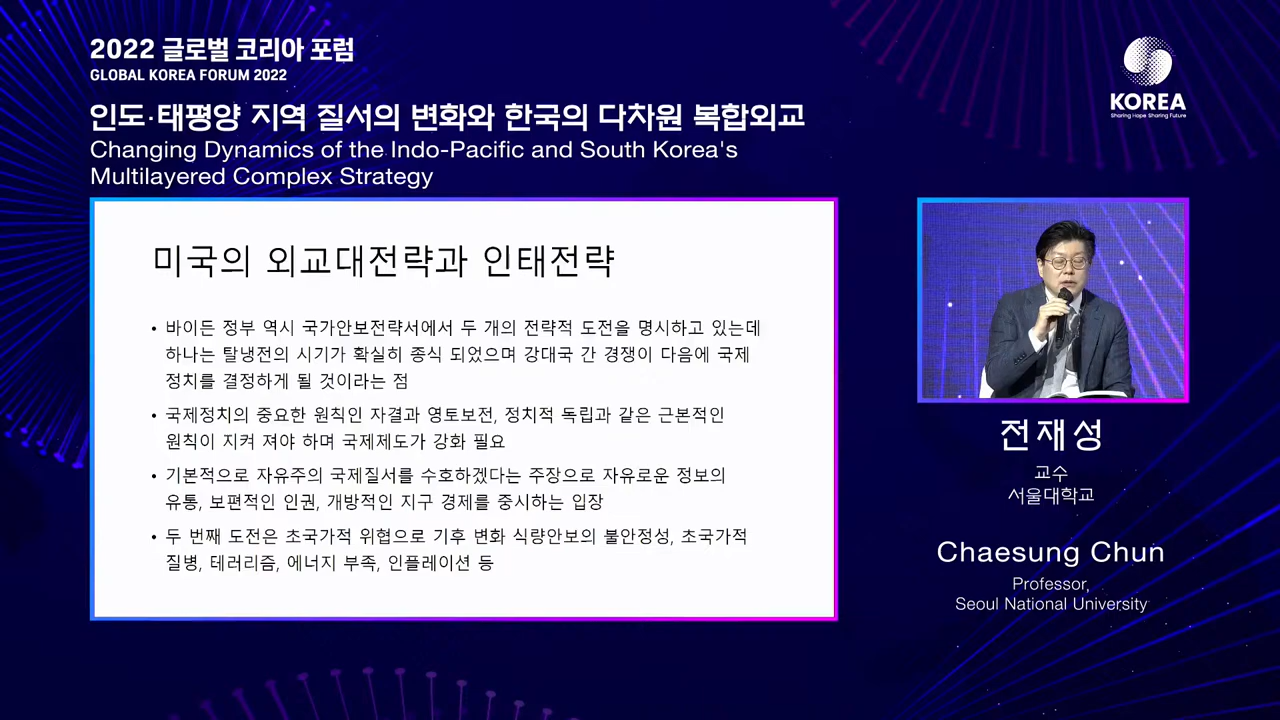 2022 글로벌 코리아 포럼
GLOBAL KOREA FORUM 2022
인도·태평양 지역 질서의 변화와 한국의 다차원 복합외교
Changing Dynamics of the Indo-Pacific and South Korea's
Multilayered Complex Strategy
KOREA
Sharing Hope Sharing Future
미국의 외교대전략과 인태전략
• 바이든 정부 역시 국가안보전략서에서 두 개의 전략적 도전을 명시하고 있는데
하나는 탈냉전의 시기가 확실히 종식 되었으며 강대국 간 경쟁이 다음에 국제
정치를 결정하게 될 것이라는 점
• 국제정치의 중요한 원칙인 자결과 영토보전, 정치적 독립과 같은 근본적인
원칙이 지켜 져야 하며 국제제도가 강화 필요
• 기본적으로 자유주의 국제질서를 수호하겠다는 주장으로 자유로운 정보의
유통, 보편적인 인권, 개방적인 지구 경제를 중시하는 입장
• 두 번째 도전은 초국가적 위협으로 기후 변화 식량안보의 불안정성, 초국가적
질병, 테러리즘, 에너지 부족, 인플레이션 등
전재성
교수
서울대학교
Chaesung Chun
Professor,
Seoul National University